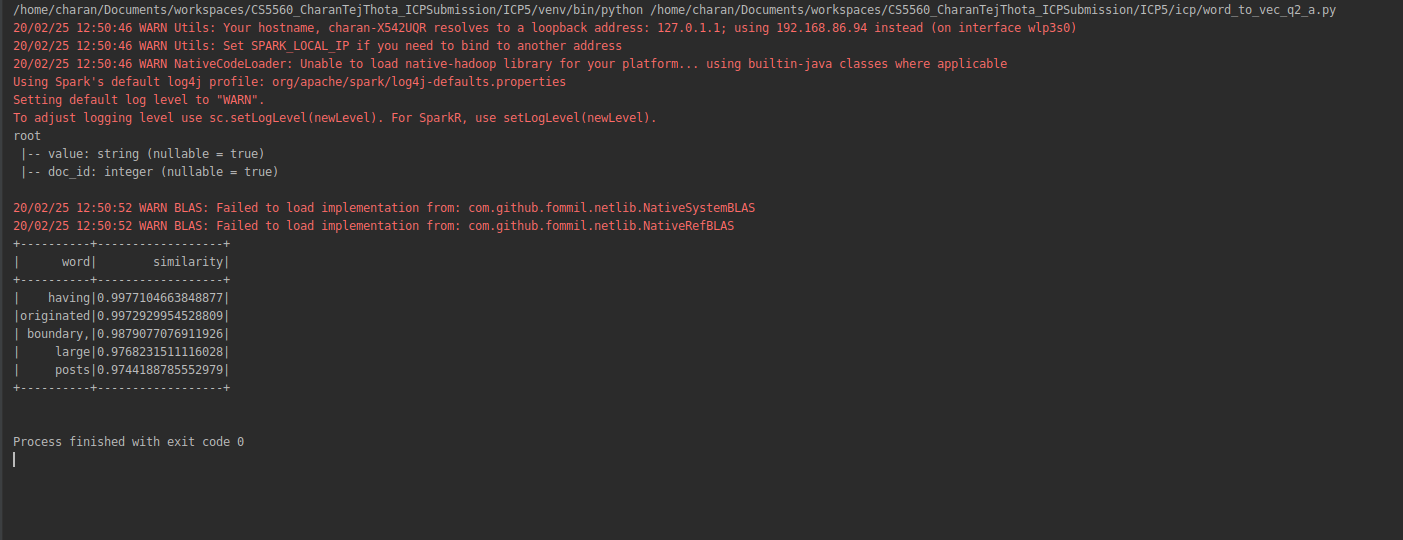 /home/charan/Documents/workspaces/CS5560_CharanTejThota_ICPSubmission/ICP5/venv/bin/python /home/charan/Documents/workspaces/CS5560_CharanTejThota_ICPSubmission/ICP5/icp/word_to_vec_q2_a.py
20/02/25 12:50:46 WARN Utils: Your hostname, charan-X542UQR resolves to a loopback address: 127.0.1.1; using 192.168.86.94 instead (on interface wlp3s0)
20/02/25 12:50:46 WARN Utils: Set SPARK_LOCAL_IP if you need to bind to another address
20/02/25 12:50:46 WARN NativeCodeLoader: Unable to load native-hadoop library for your platform... using builtin-java classes where applicable
Using Spark's default log4j profile: org/apache/spark/log4j-defaults.properties
Setting default log level to "WARN".
To adjust logging level use sc.setLogLevel(newLevel). For SparkR, use setLogLevel(newLevel).
root
 |-- value: string (nullable = true)
 |-- doc_id: integer (nullable = true)

20/02/25 12:50:52 WARN BLAS: Failed to load implementation from: com.github.fommil.netlib.NativeSystemBLAS
20/02/25 12:50:52 WARN BLAS: Failed to load implementation from: com.github.fommil.netlib.NativeRefBLAS
+----------+------------------+
|      word|        similarity|
+----------+------------------+
|    having|0.9977104663848877|
|originated|0.9972929954528809|
| boundary,|0.9879077076911926|
|     large|0.9768231511116028|
|     posts|0.9744188785552979|
+----------+------------------+

Process finished with exit code 0